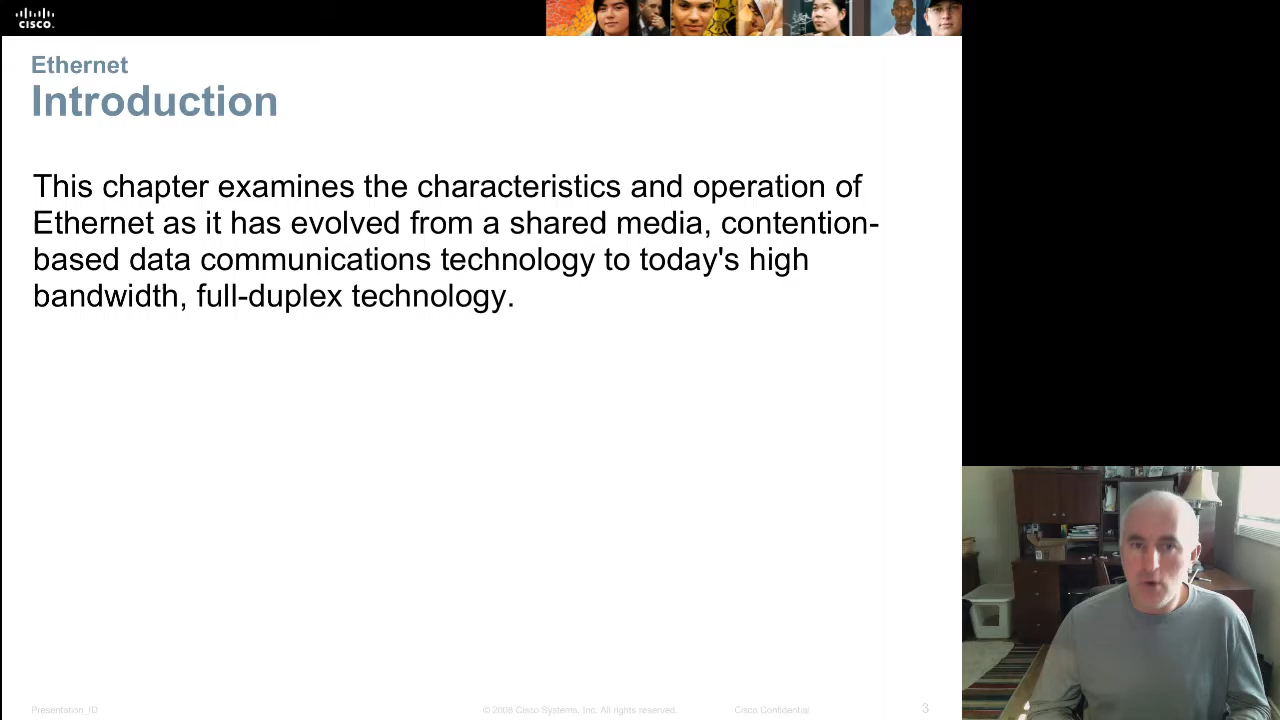 CISCO
Ethernet
Introduction
This chapter examines the characteristics and operation of
Ethernet as it has evolved from a shared media, contention-
based data communications technology to today's high
bandwidth, full-duplex technology.
Presentation_ID
© 2008 Cisco Systems, Inc. All rights reserved.
Cisco Confidential
3